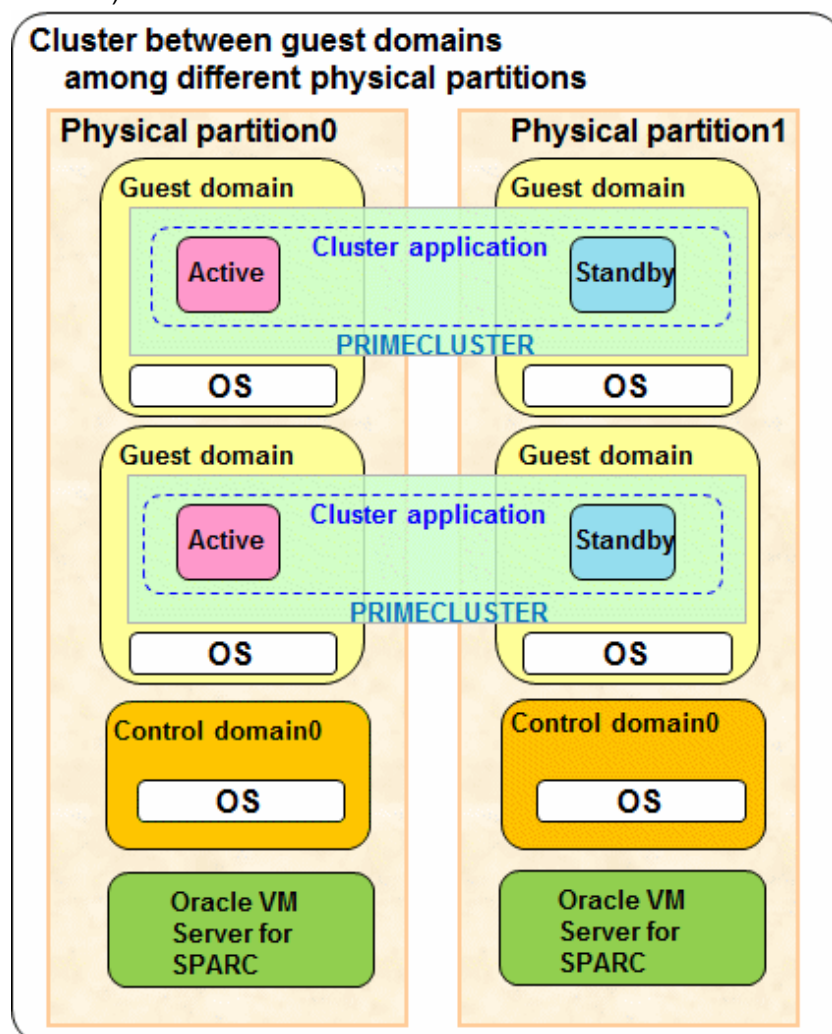 Cluster between guest domains
among different physical partitions
Physical partition0
Physical partition1
Guest domain
Guest domain
Cluster application
Active
Standby
PRIMECLUSTER
OS
OS
Guest domain
Guest domain
Cluster application
Active
Standby
PRIMECLUSTER
OS
OS
Control domain0
Control domain0
OS
OS
Oracle VM
Server for
SPARC
Oracle VM
Server for
SPARC